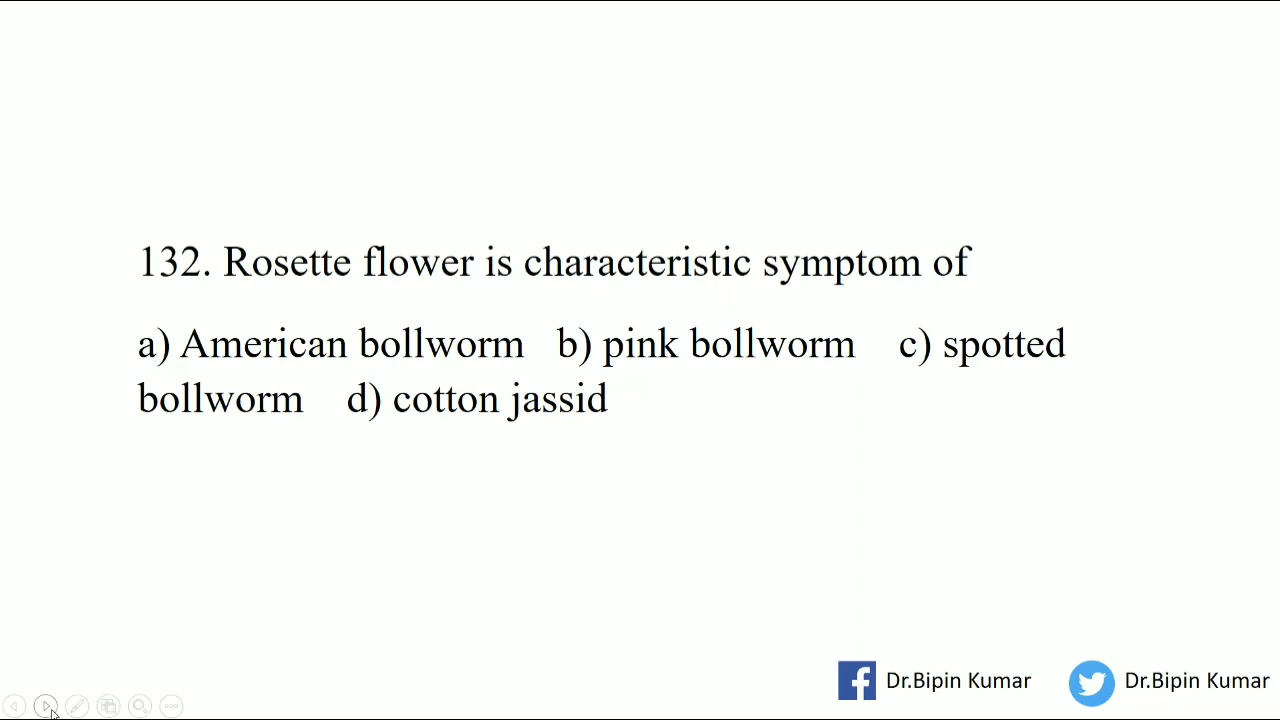 132. Rosette flower is characteristic symptom of
a) American bollworm b) pink bollworm c) spotted
bollworm d) cotton jassid
Dr.Bipin Kumar Dr.Bipin Kumar